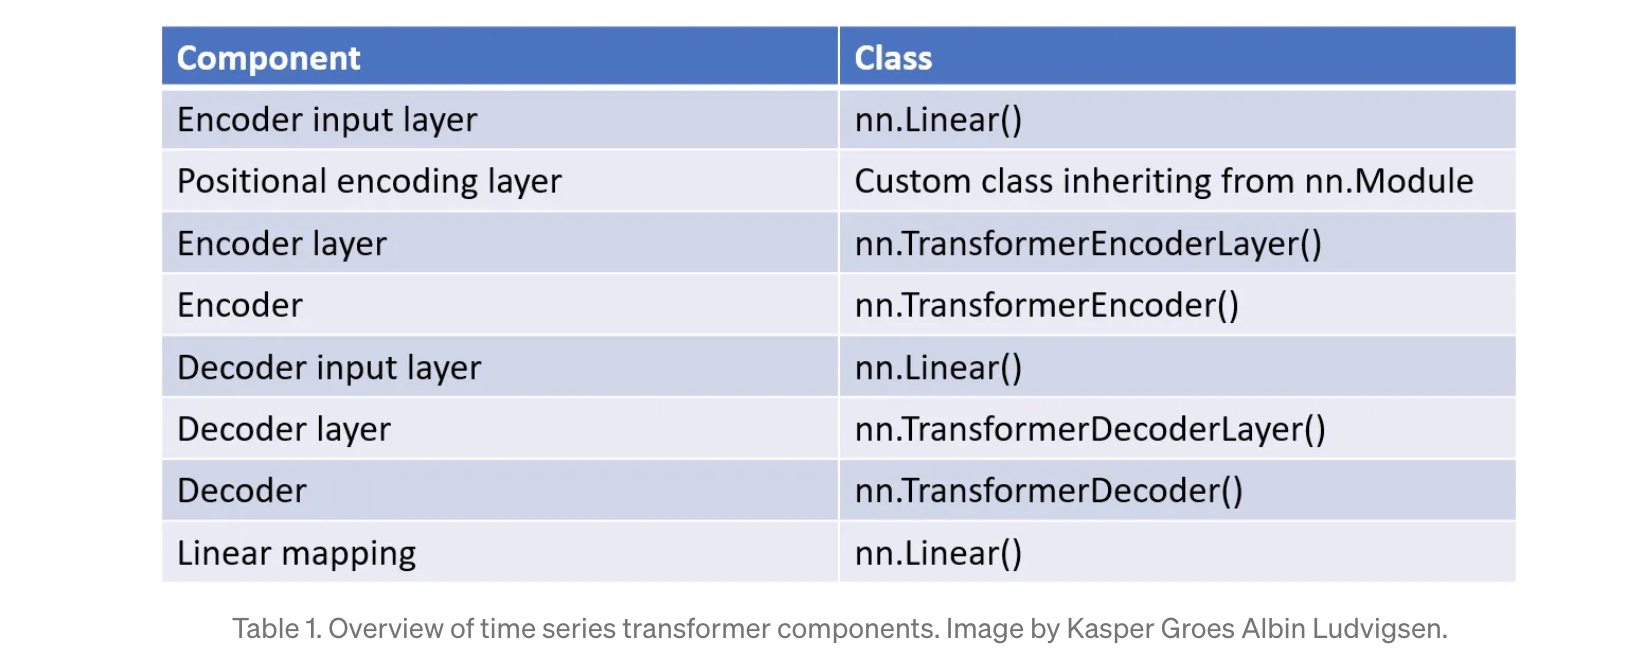 Component Class
Encoder input layer nn.Linear()
Positional encoding layer Custom class inheriting from nn.Module
Encoder layer nn.TransformerEncoderLayer()
Encoder nn.TransformerEncoder()
Decoder input layer nn.Linear()
Decoder layer nn.TransformerDecoderLayer()
Decoder nn.TransformerDecoder()
Linear mapping nn.Linear()
Table 1. Overview of time series transformer components. Image by Kasper Groes Albin Ludvigsen.